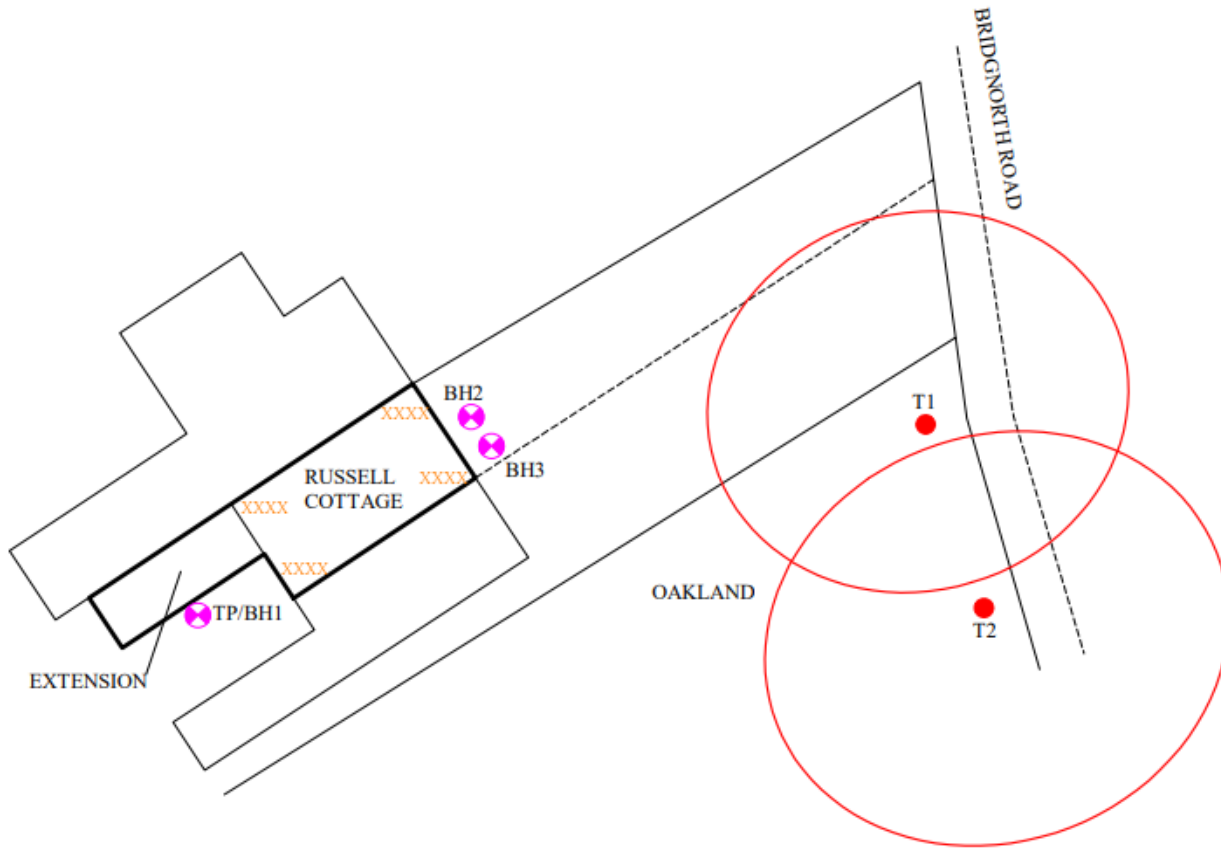 BRIDGNORTH ROAD
BH2
XXXX
T1
BH3
RUSSELL
COTTAGE
XXXX
XXXX
XXXX
OAKLAND
TP/BH1
T2
EXTENSION